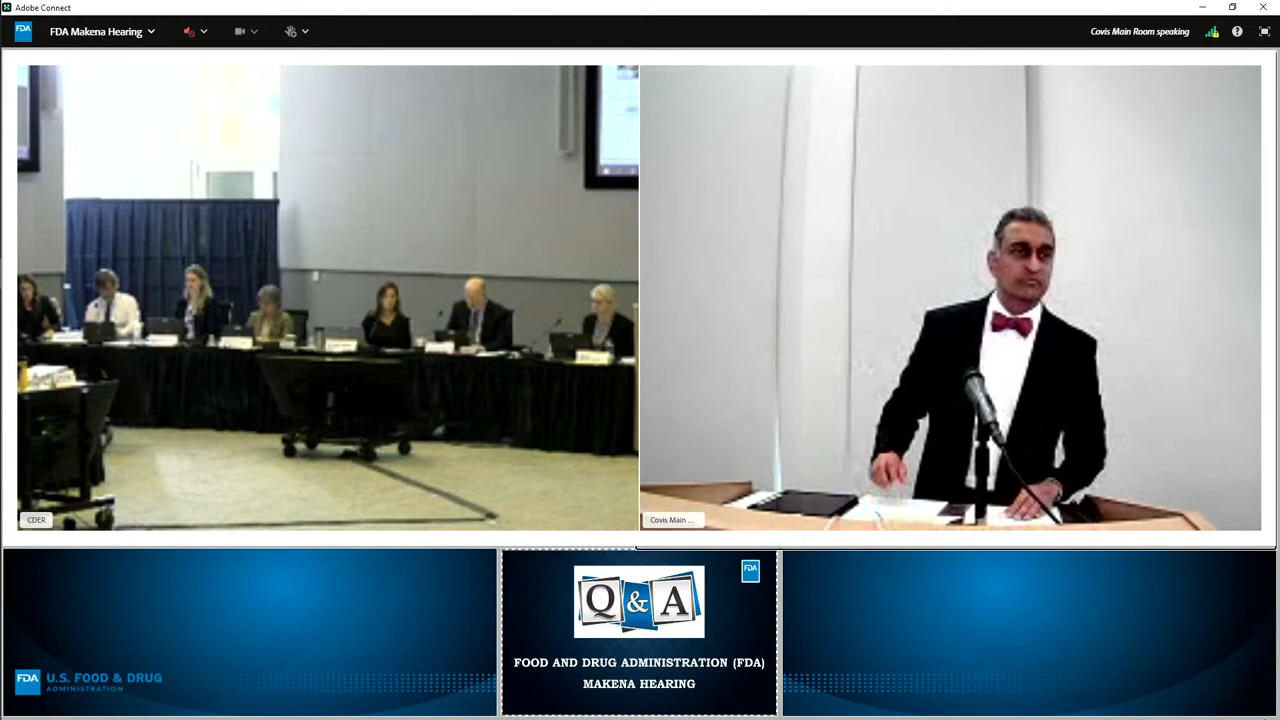 Adobe Connect
FDA
FDA Makena Hearing
Covis Main Room speaking
CDER
Covis Main ...
Q & A
FDA
FOOD AND DRUG ADMINISTRATION (FDA)
MAKENA HEARING
FDA
U.S. FOOD & DRUG
ADMINISTRATION